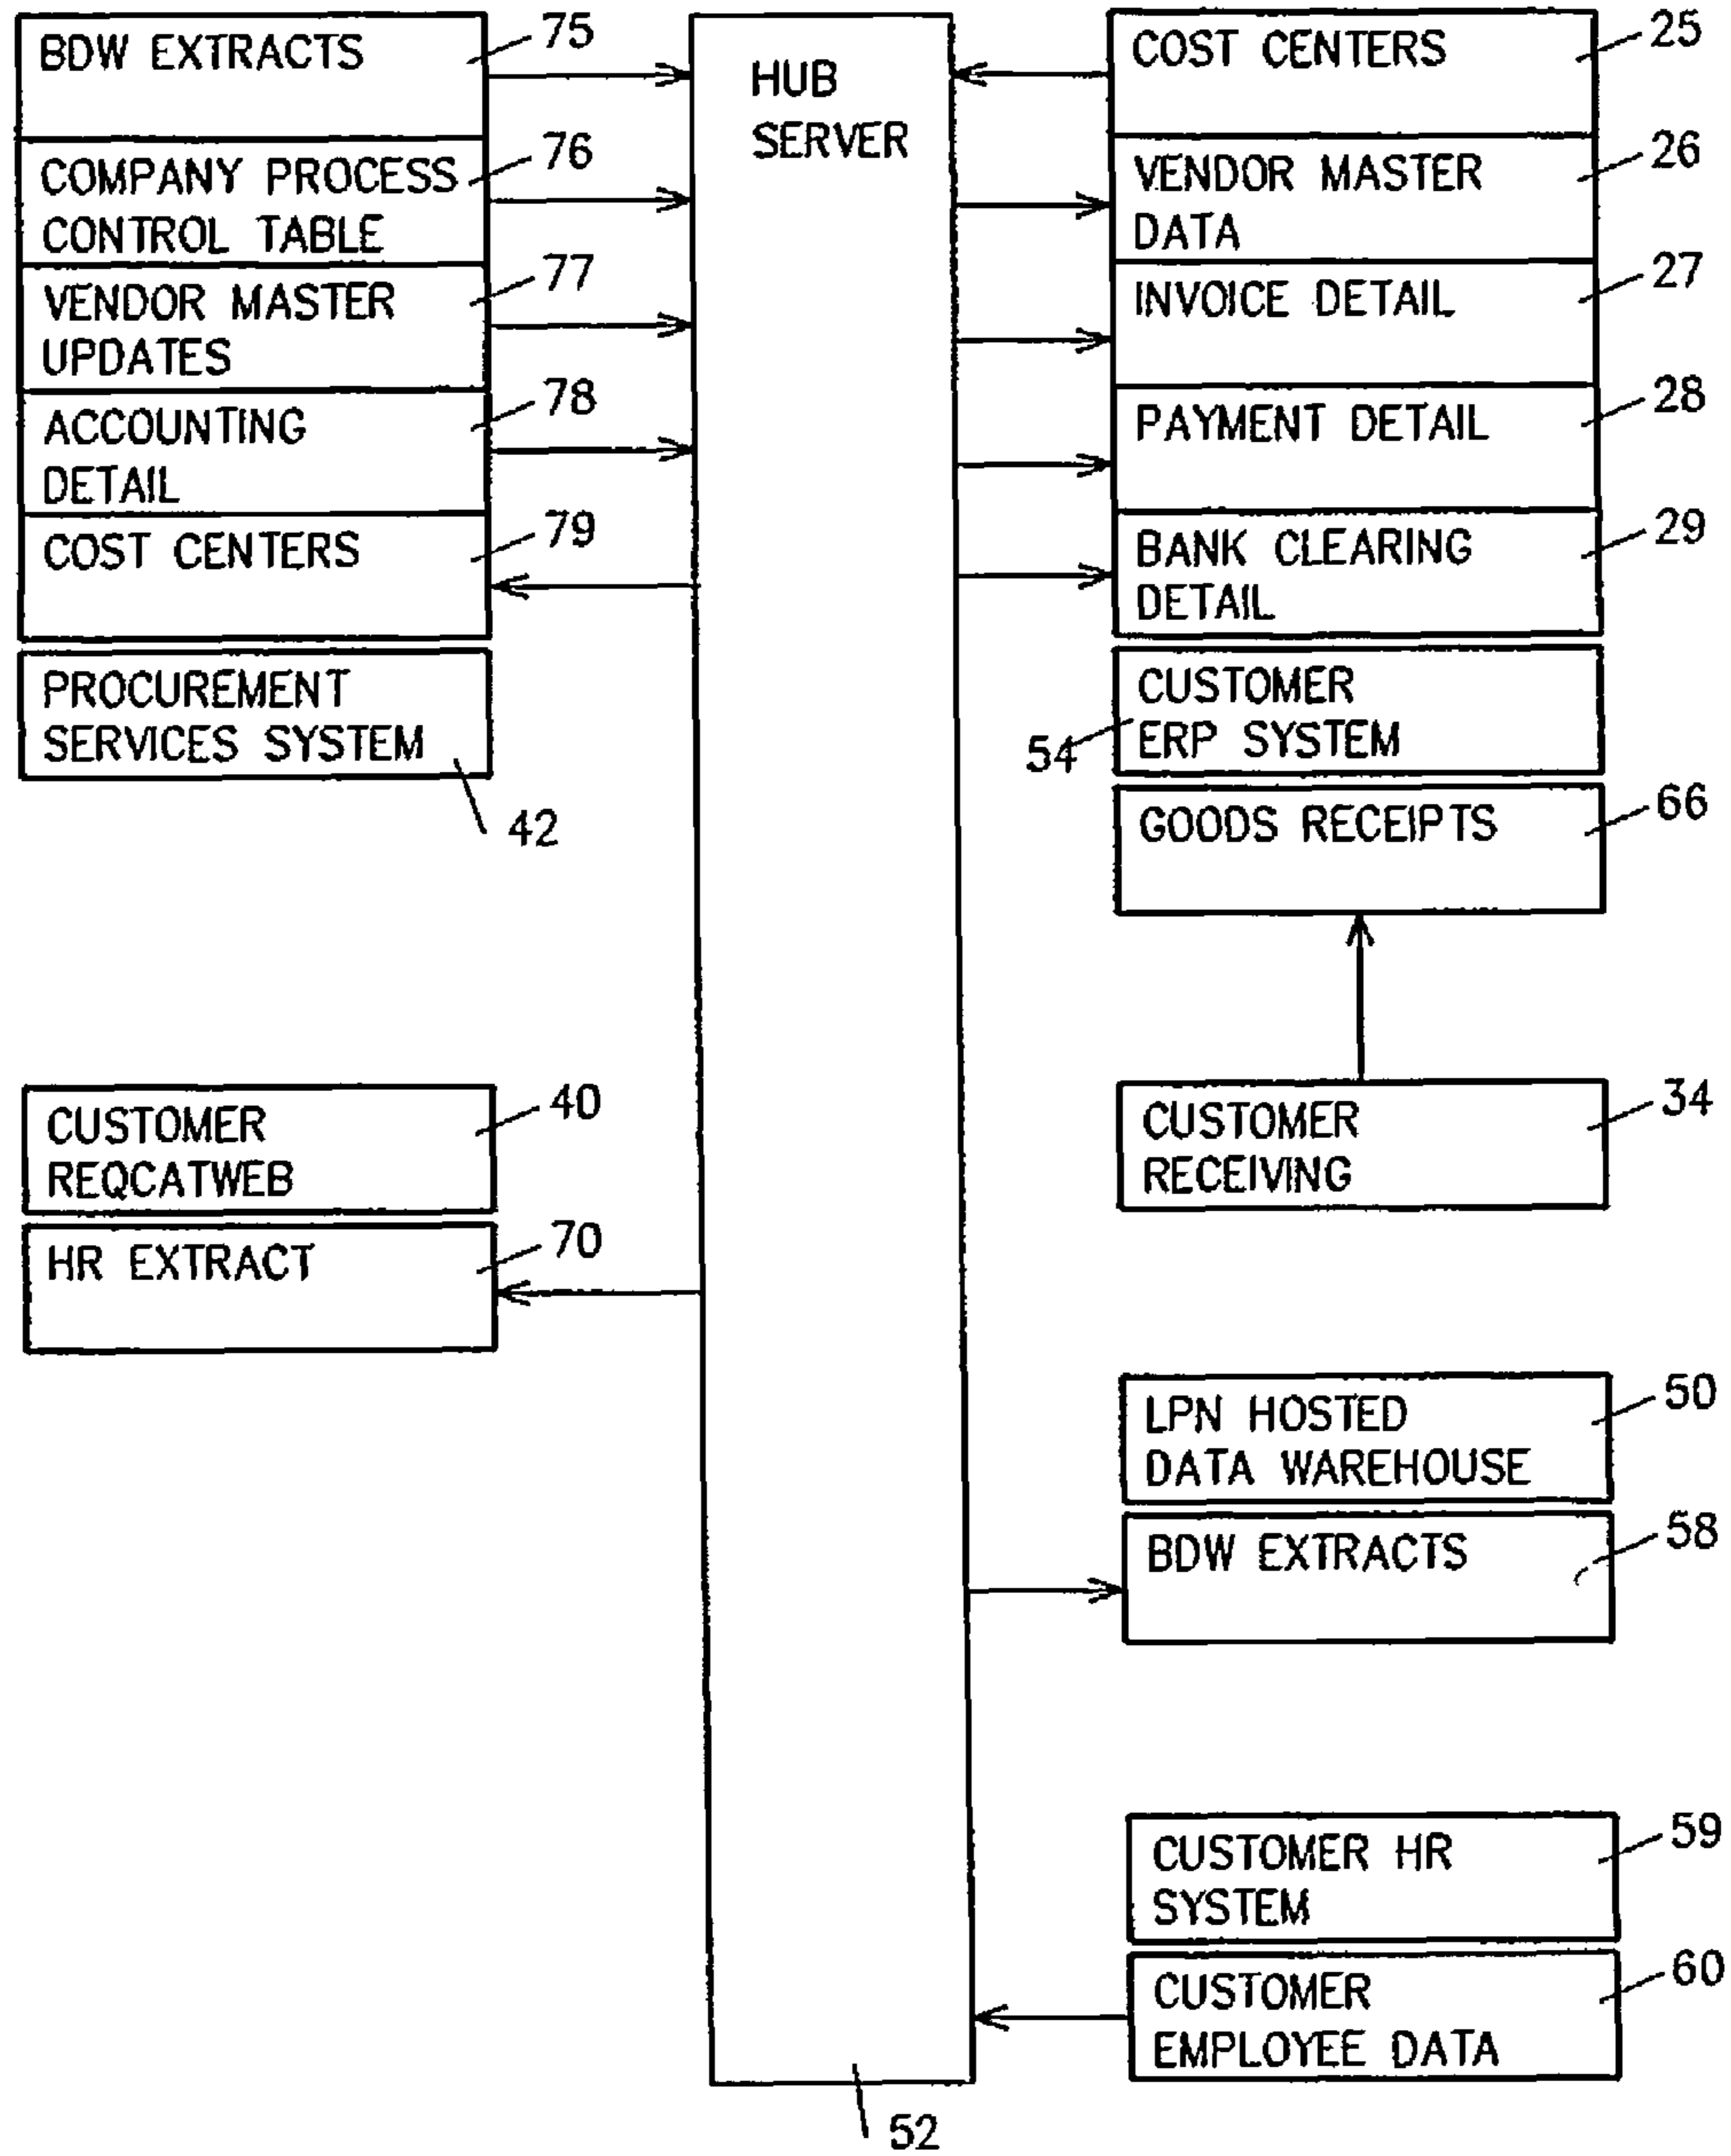 BDW EXTRACTS
75
COMPANY PROCESS
CONTROL TABLE
76
VENDOR MASTER
UPDATES
77
ACCOUNTING
DETAIL
78
COST CENTERS
79
PROCUREMENT
SERVICES SYSTEM
42
CUSTOMER
REQCATWEB
40
HR EXTRACT
70
HUB
SERVER
52
COST CENTERS
25
VENDOR MASTER
DATA
26
INVOICE DETAIL
27
PAYMENT DETAIL
28
BANK CLEARING
DETAIL
29
CUSTOMER
ERP SYSTEM
54
GOODS RECEIPTS
66
CUSTOMER
RECEIVING
34
LPN HOSTED
DATA WAREHOUSE
50
BDW EXTRACTS
58
CUSTOMER HR
SYSTEM
59
CUSTOMER
EMPLOYEE DATA
60